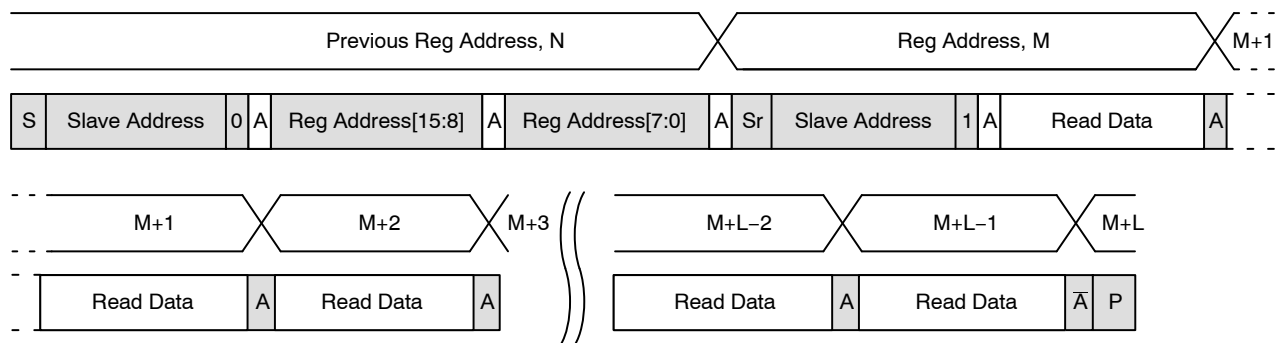 Previous Reg Address, N Reg Address, M M+1
S Slave Address 0 A Reg Address[15:8] A Reg Address[7:0] A Sr Slave Address 1 A Read Data A
M+1 M+2 M+3 M+L−2 M+L−1 M+L
Read Data A Read Data A Read Data A Read Data A̅ P